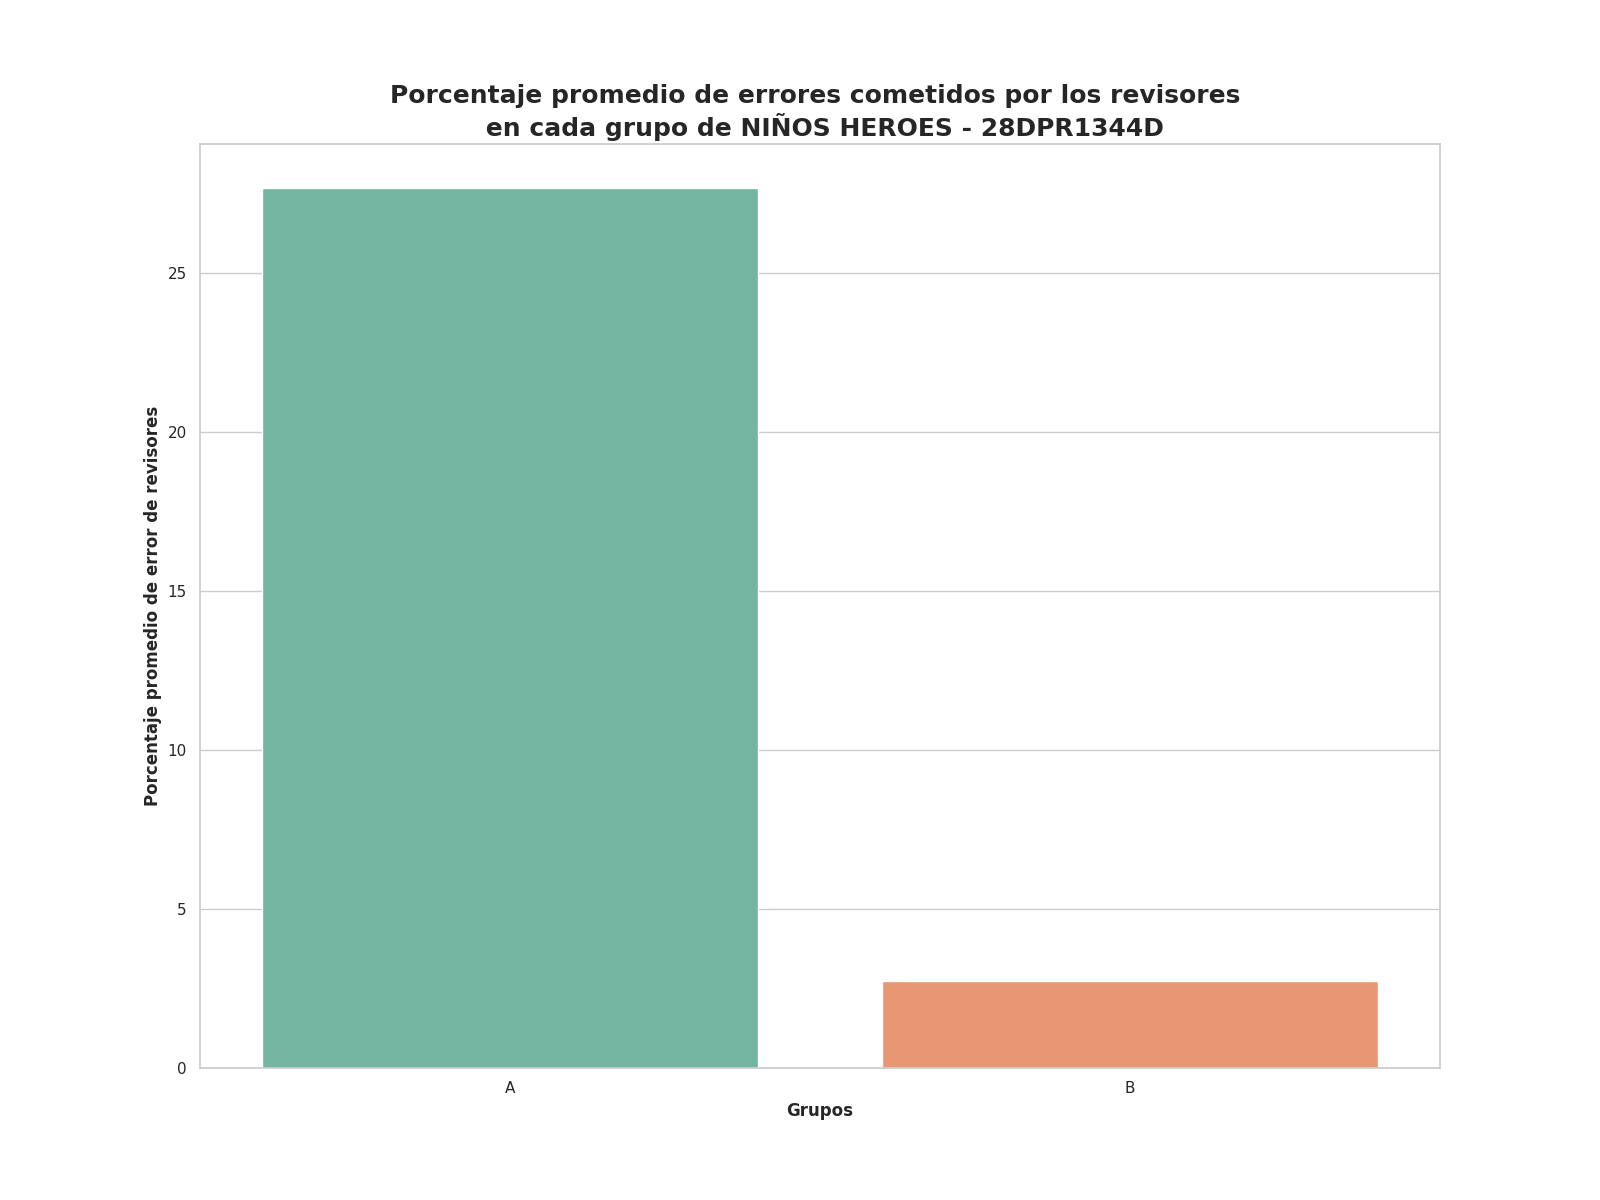 Porcentaje promedio de errores cometidos por los revisores
en cada grupo de NIÑOS HEROES - 28DPR1344D
Porcentaje promedio de error de revisores
25
20
15
10
5
0
A
B
Grupos